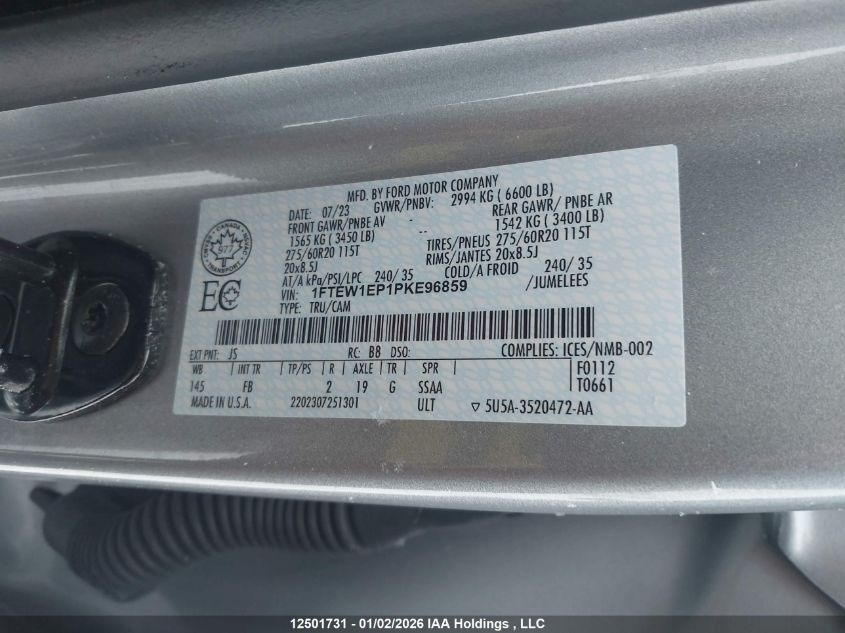 MFD. BY FORD MOTOR COMPANY
DATE: 07/23 GVWR/PNBV: 2994 KG ( 6600 LB)
FRONT GAWR/PNBE AV - REAR GAWR/ PNBE AR
1565 KG ( 3450 LB) - 1542 KG ( 3400 LB)
275/60R20 115T TIRES/PNEUS 275/60R20 115T
20x8.5J RIMS/JANTES 20x8.5J
AT/A kPa/PSI/LPC 240/ 35 COLD/A FROID 240/ 35
VIN: 1FTEW1EP1PKE96859 /JUMELEES
TYPE: TRU/CAM
CANADA
977
TRANSPORT
EC
EXT PNT: JS RC: B8 DSO: COMPLIES: ICES/NMB-002
WB INT TR TP/PS R AXLE TR SPR F0112
145 FB 2 19 G SSAA T0661
MADE IN U.S.A. 2202307251301 ULT ▽ 5U5A-3520472-AA
12501731 - 01/02/2026 IAA Holdings , LLC